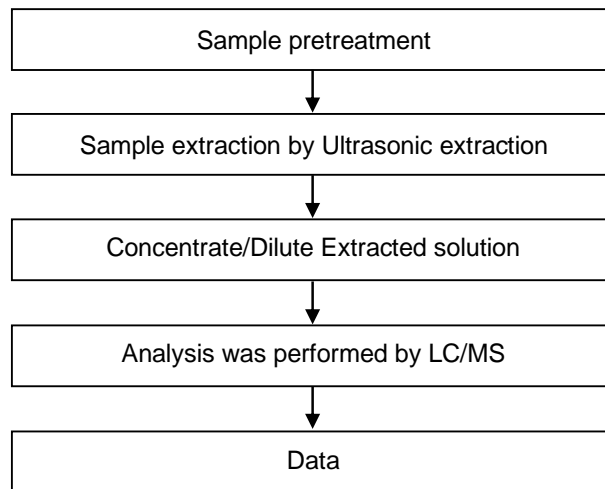 Sample pretreatment
Sample extraction by Ultrasonic extraction
Concentrate/Dilute Extracted solution
Analysis was performed by LC/MS
Data